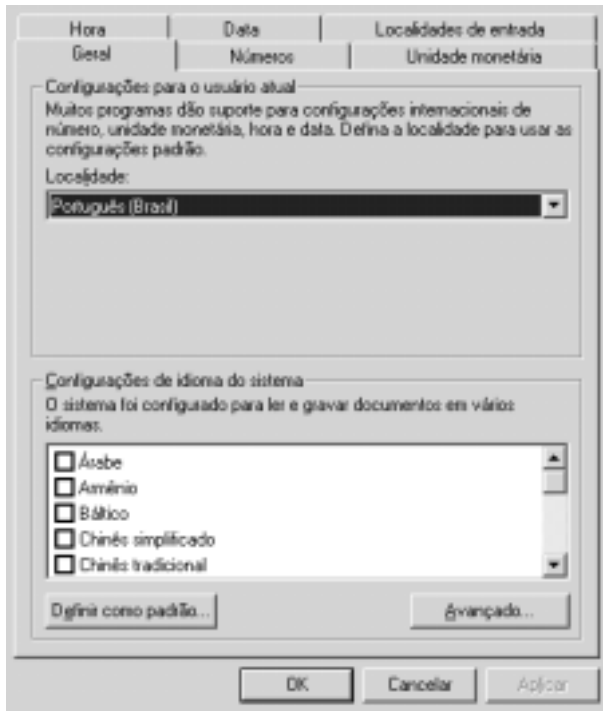 Hora Data Localidades de entrada
Geral Números Unidade monetária
Configurações para o usuário atual
Muitos programas dão suporte para configurações internacionais de
número, unidade monetária, hora e data. Defina a localidade para usar as
configurações padrão.
Localidade:
Português (Brasil)
Configurações de idioma do sistema
O sistema foi configurado para ler e gravar documentos em vários
idiomas.
Árabe
Armênio
Báltico
Chinês simplificado
Chinês tradicional
Definir como padrão... Avançado...
OK Cancelar Aplicar